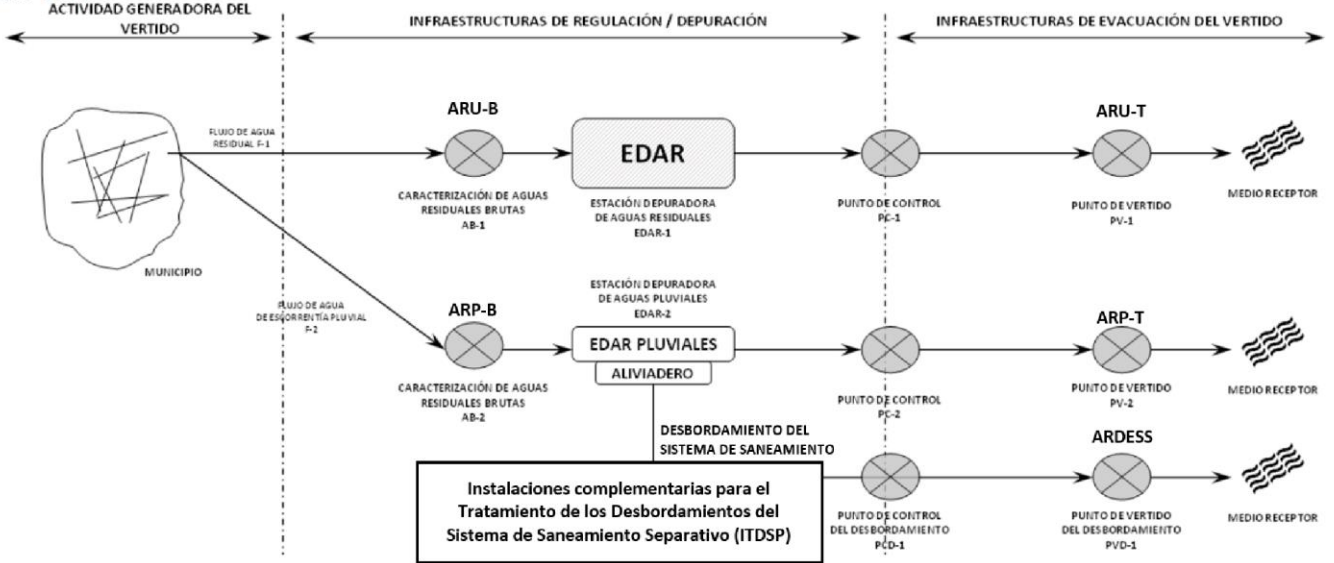 ACTIVIDAD GENERADORA DEL
VERTIDO
INFRAESTRUCTURAS DE REGULACIÓN / DEPURACIÓN
INFRAESTRUCTURAS DE EVACUACIÓN DEL VERTIDO
ARU-B
ARU-T
FLUJO DE AGUA
RESIDUAL F-1
EDAR
CARACTERIZACIÓN DE AGUAS
RESIDUALES BRUTAS
AB-1
ESTACIÓN DEPURADORA
DE AGUAS RESIDUALES
EDAR-1
PUNTO DE CONTROL
PC-1
PUNTO DE VERTIDO
PV-1
MEDIO RECEPTOR
MUNICIPIO
FLUJO DE AGUA
DE ESCORRENTÍA PLUVIAL
F-2
ARP-B
ESTACIÓN DEPURADORA
DE AGUAS PLUVIALES
EDAR-2
ARP-T
EDAR PLUVIALES
ALIVIADERO
CARACTERIZACIÓN DE AGUAS
RESIDUALES BRUTAS
AB-2
PUNTO DE CONTROL
PC-2
PUNTO DE VERTIDO
PV-2
MEDIO RECEPTOR
DESBORDAMIENTO DEL
SISTEMA DE SANEAMIENTO
ARDESS
Instalaciones complementarias para el
Tratamiento de los Desbordamientos del
Sistema de Saneamiento Separativo (ITDSP)
PUNTO DE CONTROL
DEL DESBORDAMIENTO
PCD-1
PUNTO DE VERTIDO
DEL DESBORDAMIENTO
PVD-1
MEDIO RECEPTOR